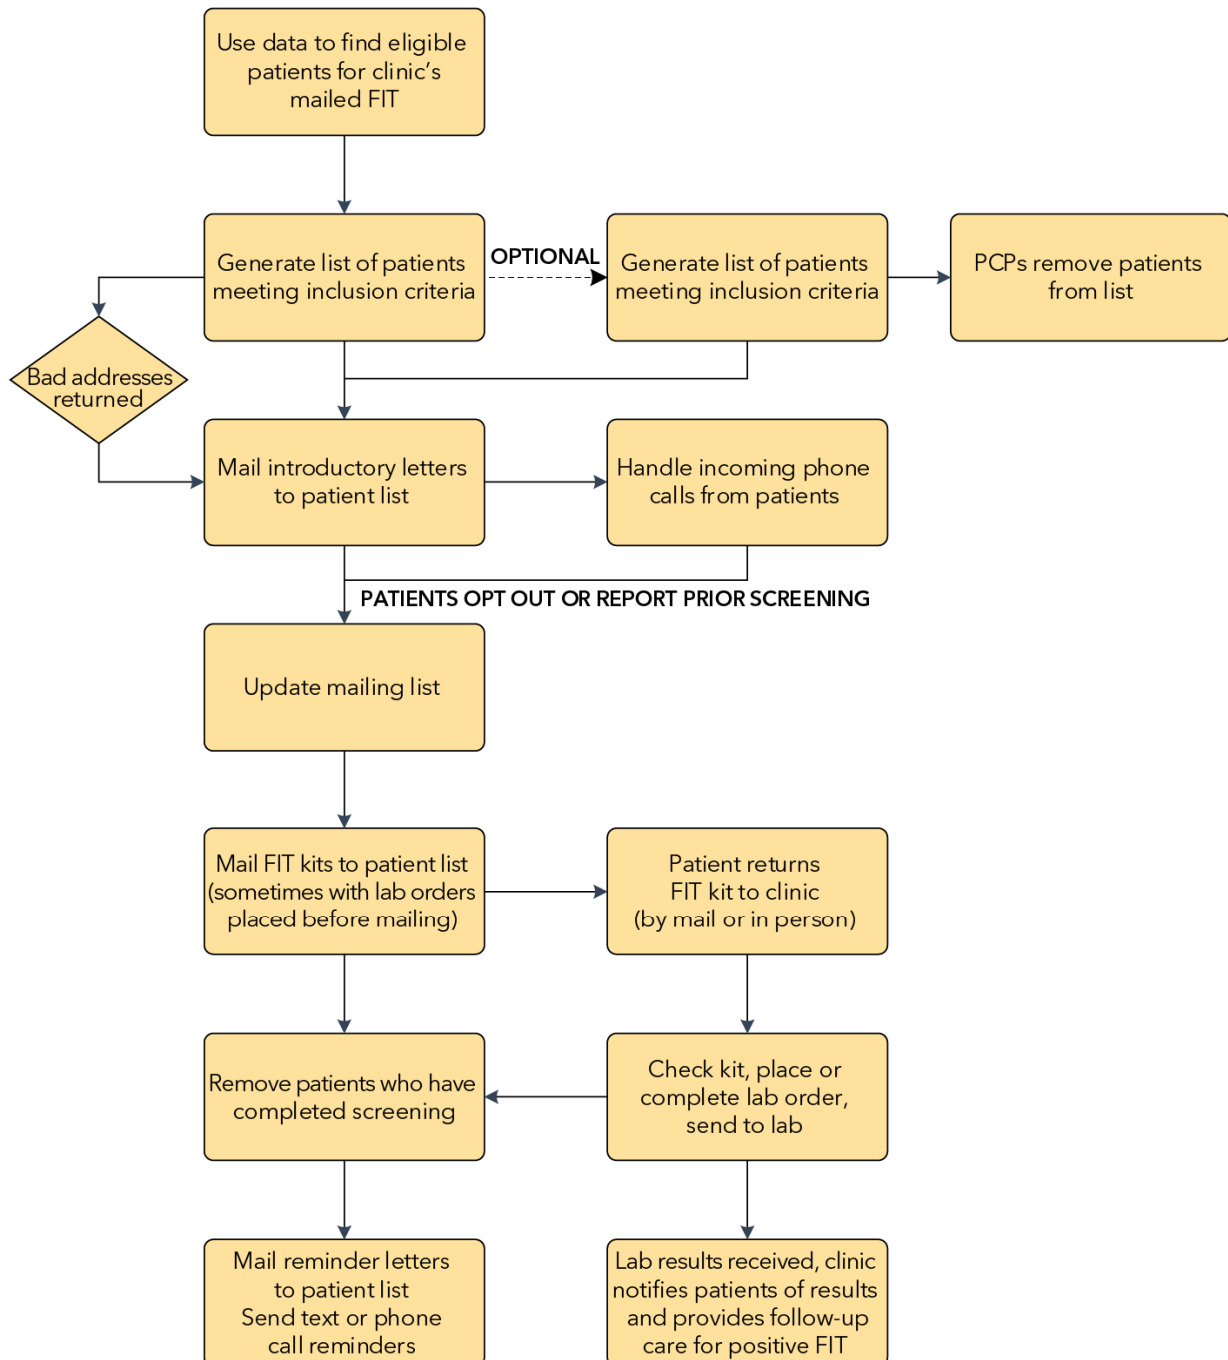 Use data to find eligible
patients for clinic's
mailed FIT
Generate list of patients
meeting inclusion criteria
OPTIONAL
Generate list of patients
meeting inclusion criteria
PCPs remove patients
from list
Bad addresses
returned
Mail introductory letters
to patient list
Handle incoming phone
calls from patients
PATIENTS OPT OUT OR REPORT PRIOR SCREENING
Update mailing list
Mail FIT kits to patient list
(sometimes with lab orders
placed before mailing)
Patient returns
FIT kit to clinic
(by mail or in person)
Remove patients who have
completed screening
Check kit, place or
complete lab order,
send to lab
Mail reminder letters
to patient list
Send text or phone
call reminders
Lab results received, clinic
notifies patients of results
and provides follow-up
care for positive FIT